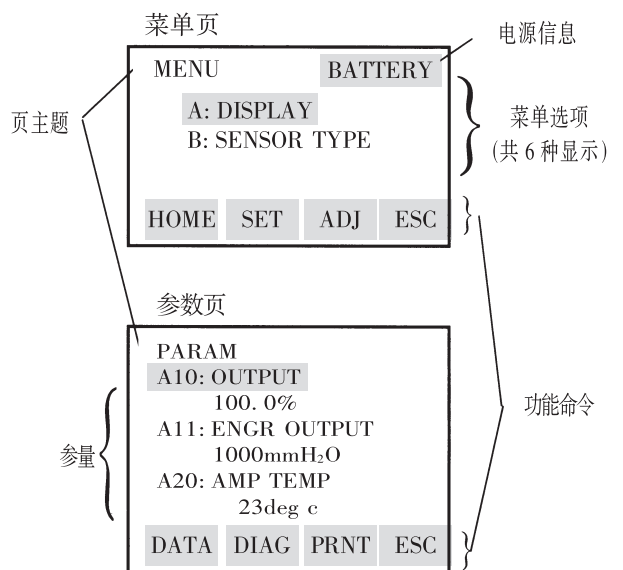 菜单页
电源信息
MENU
BATTERY
页主题
A: DISPLAY
B: SENSOR TYPE
菜单选项
(共6种显示)
HOME
SET
ADJ
ESC
参数页
PARAM
A10: OUTPUT
100. 0%
A11: ENGR OUTPUT
1000mmH₂O
A20: AMP TEMP
23deg c
参量
功能命令
DATA
DIAG
PRNT
ESC